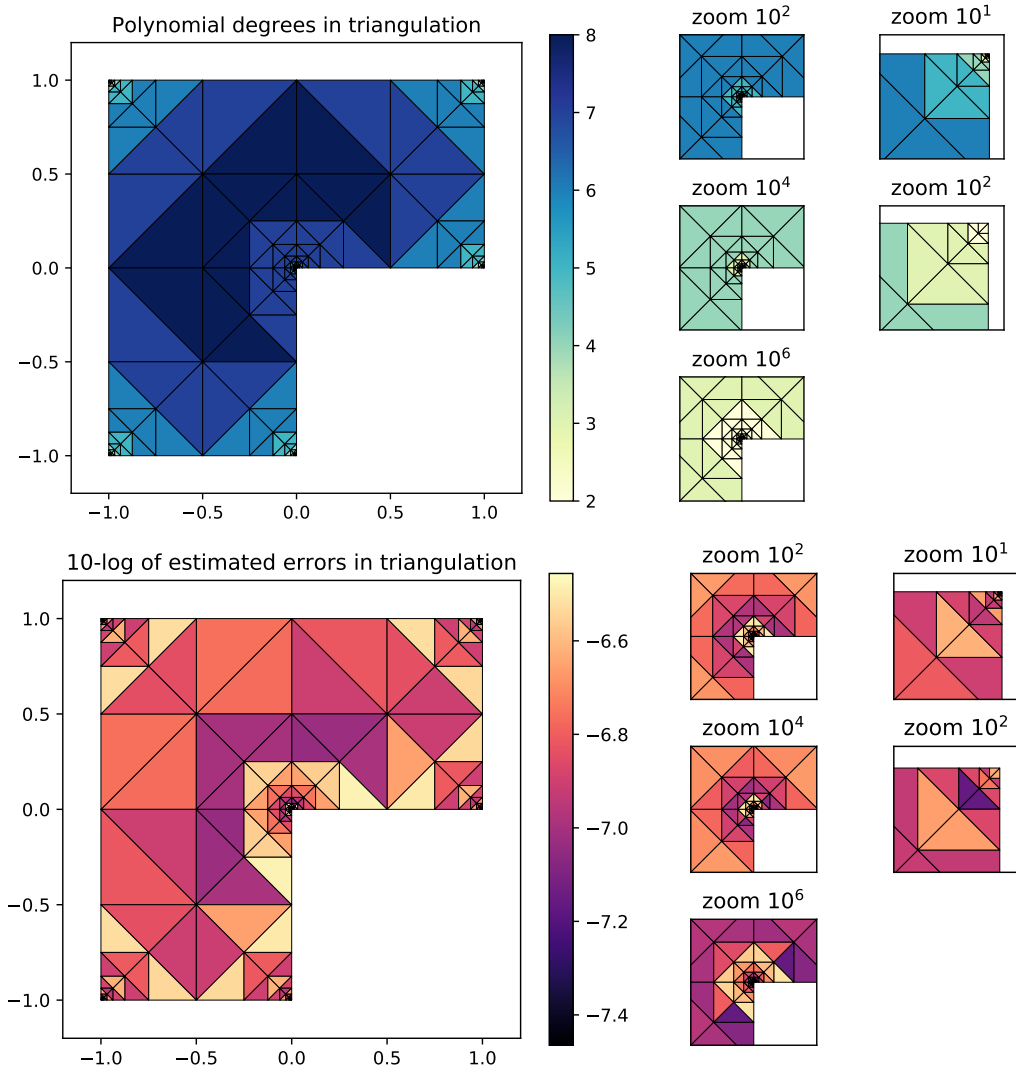 Polynomial degrees in triangulation
1.0
0.5
0.0
−0.5
−1.0
−1.0 −0.5 0.0 0.5 1.0
8
7
6
5
4
3
2
zoom 10²
zoom 10¹
zoom 10⁴
zoom 10²
zoom 10⁶
10-log of estimated errors in triangulation
1.0
0.5
0.0
−0.5
−1.0
−1.0 −0.5 0.0 0.5 1.0
−6.6
−6.8
−7.0
−7.2
−7.4
zoom 10²
zoom 10¹
zoom 10⁴
zoom 10²
zoom 10⁶